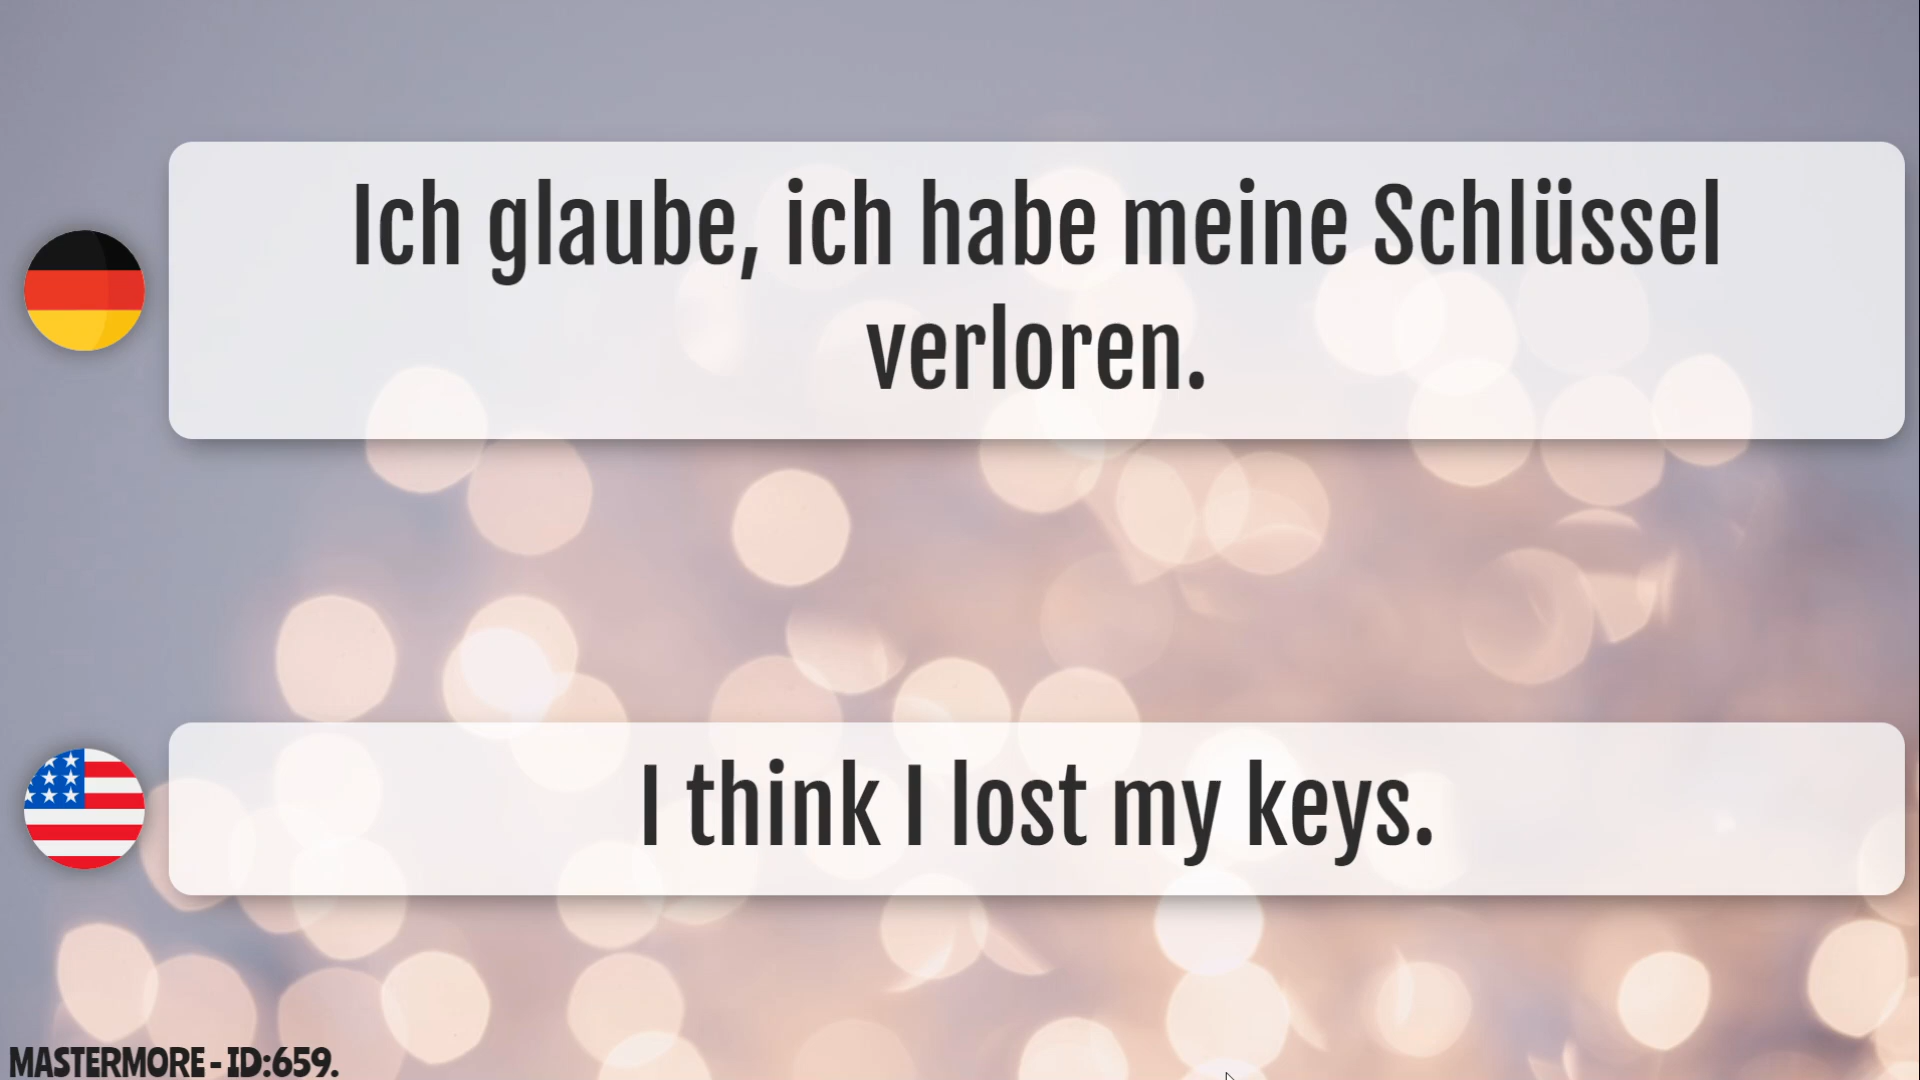 Ich glaube, ich habe meine Schlüssel
verloren.
I think I lost my keys.
MASTERMORE - ID:659.